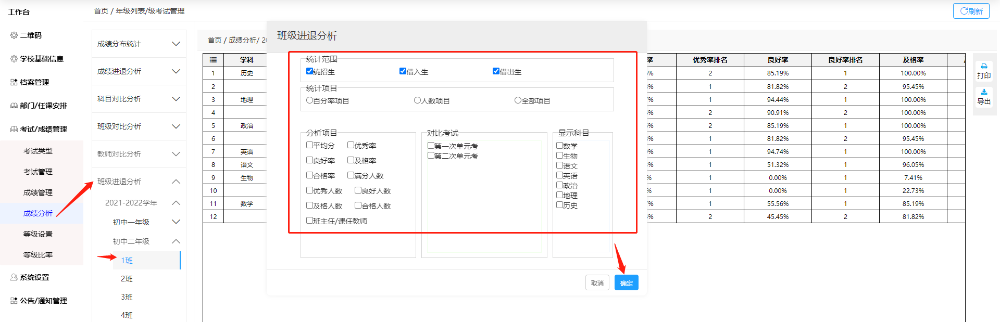 工作台
首页 / 年级列表/级考试管理
刷新
二维码
学校基础信息
档案管理
部门/任课安排
考试/成绩管理
考试类型
考试管理
成绩管理
成绩分析
等级设置
等级比率
系统设置
公告/通知管理
成绩分布统计
成绩进退分析
科目对比分析
班级对比分析
教师对比分析
班级进退分析
2021-2022学年
初中一年级
初中二年级
1班
2班
3班
4班
首页 / 成绩分析/ 2
班级进退分析
统计范围
统招生 借入生 借出生
统计项目
百分率项目 人数项目 全部项目
分析项目
平均分 优秀率
良好率 及格率
合格率 满分人数
优秀人数 良好人数
及格人数 合格人数
班主任/课任教师
对比考试
第一次单元考
第二次单元考
显示科目
数学
生物
语文
英语
政治
地理
历史
取消 确定
学科 率 优秀率排名 良好率 良好率排名 及格率
1 历史 % 2 85.19% 1 100.00%
2 % 1 81.82% 2 95.45%
3 地理 % 1 94.44% 1 100.00%
4 % 2 90.91% 2 100.00%
5 政治 % 2 85.19% 1 100.00%
6 % 1 81.82% 2 95.45%
7 英语 % 1 94.74% 1 100.00%
8 语文 % 1 51.32% 1 96.05%
9 生物 % 1 0.00% 1 7.41%
10 % 1 0.00% 1 22.73%
11 数学 % 1 55.56% 1 85.19%
12 % 2 45.45% 2 81.82%
打印
导出